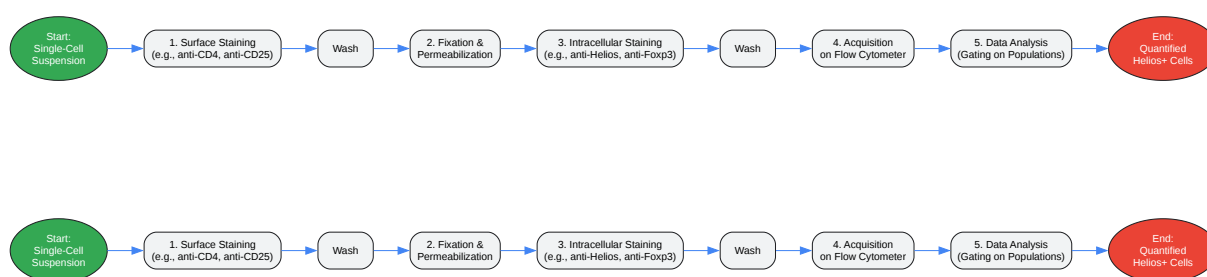 Start:
Single-Cell
Suspension
1. Surface Staining
(e.g., anti-CD4, anti-CD25)
Wash
2. Fixation &
Permeabilization
3. Intracellular Staining
(e.g., anti-Helios, anti-Foxp3)
Wash
4. Acquisition
on Flow Cytometer
5. Data Analysis
(Gating on Populations)
End:
Quantified
Helios+ Cells
Start:
Single-Cell
Suspension
1. Surface Staining
(e.g., anti-CD4, anti-CD25)
Wash
2. Fixation &
Permeabilization
3. Intracellular Staining
(e.g., anti-Helios, anti-Foxp3)
Wash
4. Acquisition
on Flow Cytometer
5. Data Analysis
(Gating on Populations)
End:
Quantified
Helios+ Cells